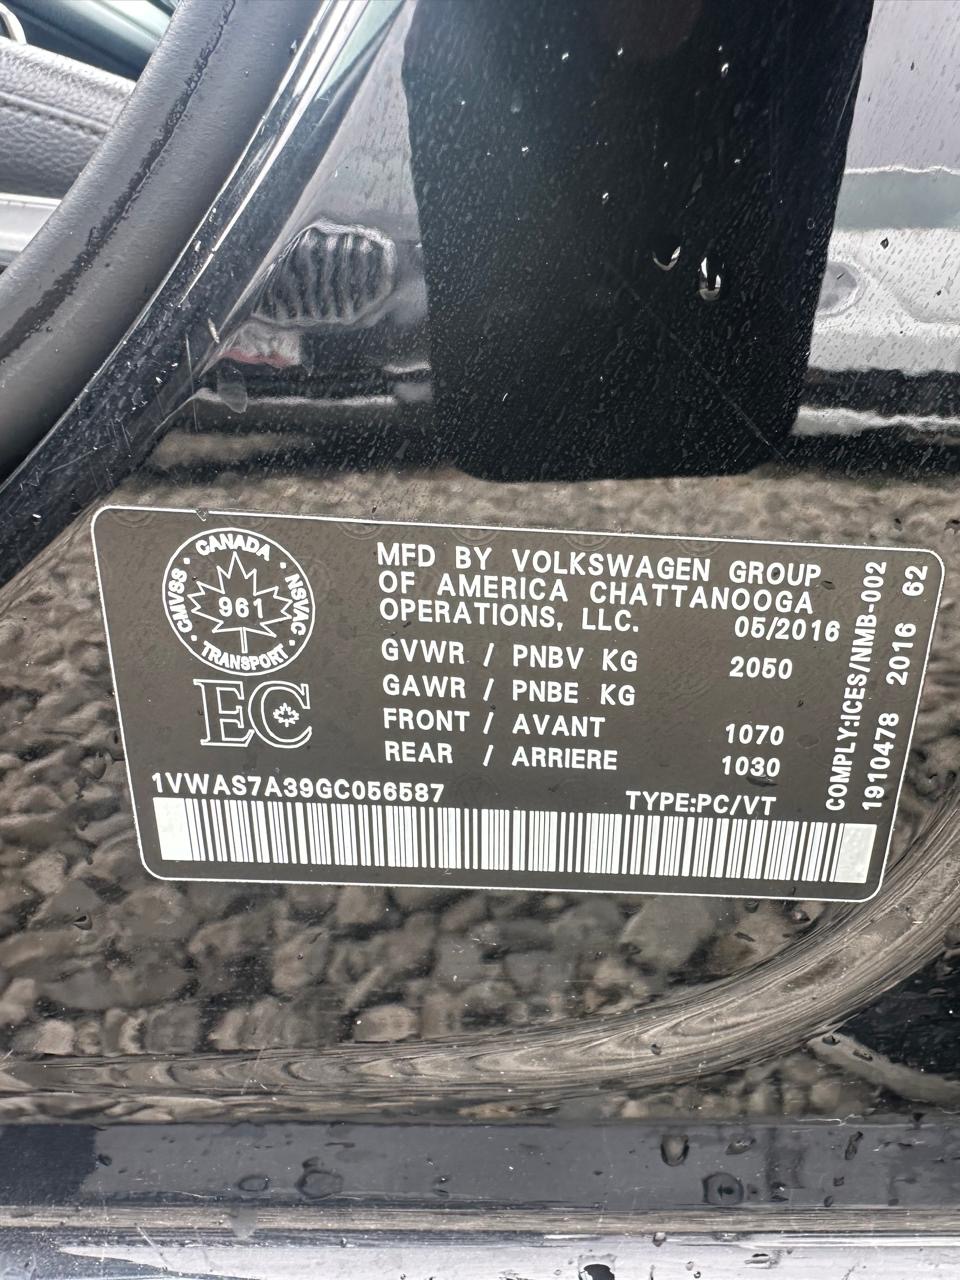 CANADA
CMVSS • NSVAC
961
TRANSPORT
EC
MFD BY VOLKSWAGEN GROUP
OF AMERICA CHATTANOOGA
OPERATIONS, LLC. 05/2016
GVWR / PNBV KG 2050
GAWR / PNBE KG
FRONT / AVANT 1070
REAR / ARRIERE 1030
1VWAS7A39GC056587 TYPE:PC/VT
COMPLY:ICES/NMB-002
1910478 2016 62